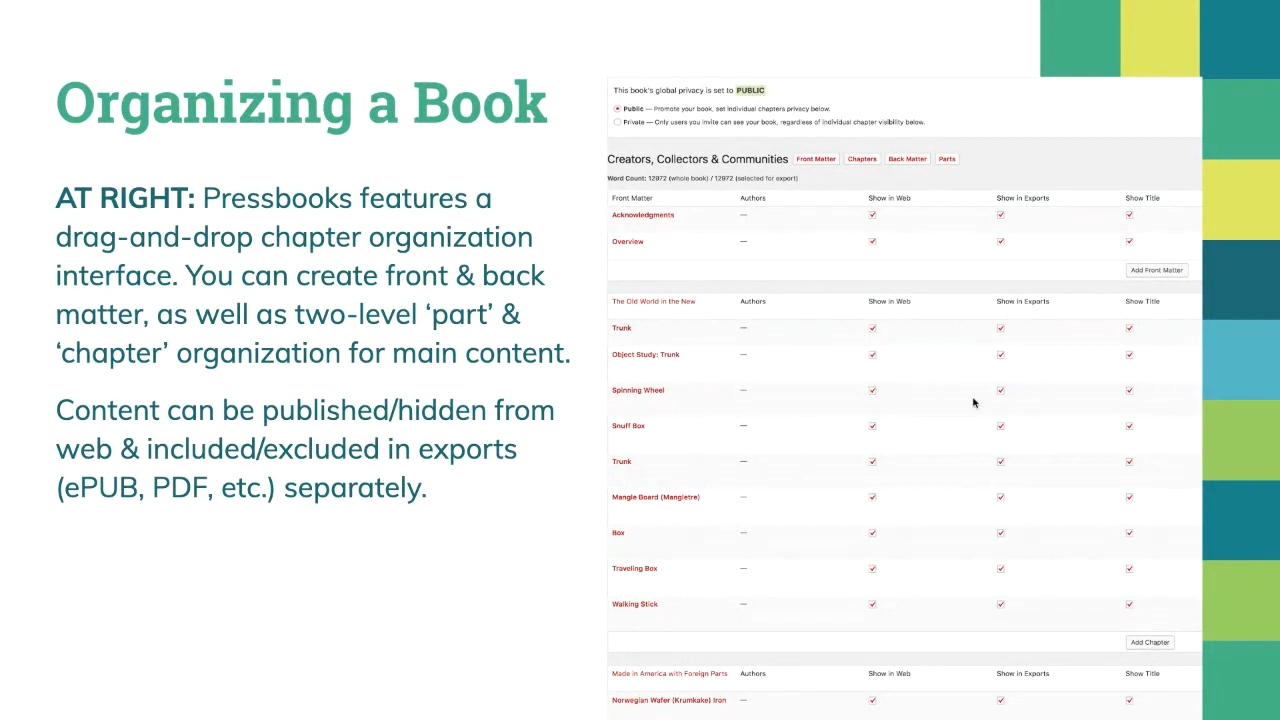 Organizing a Book
AT RIGHT: Pressbooks features a
drag-and-drop chapter organization
interface. You can create front & back
matter, as well as two-level ‘part’ &
‘chapter’ organization for main content.
Content can be published/hidden from
web & included/excluded in exports
(ePUB, PDF, etc.) separately.
This book's global privacy is set to PUBLIC
Public — Promote your book, set individual chapters privacy below.
Private — Only users you invite can see your book, regardless of individual chapter visibility below.
Creators, Collectors & Communities Front Matter Chapters Back Matter Parts
Word Count: 12972 (whole book) / 12972 (selected for export)
Front Matter Authors Show in Web Show in Exports Show Title
Acknowledgments —
Overview —
Add Front Matter
The Old World in the New Authors Show in Web Show in Exports Show Title
Trunk —
Object Study: Trunk —
Spinning Wheel —
Snuff Box —
Trunk —
Mangle Board (Mangletre) —
Box —
Traveling Box —
Walking Stick —
Add Chapter
Made in America with Foreign Parts Authors Show in Web Show in Exports Show Title
Norwegian Wafer (Krumkake) Iron —